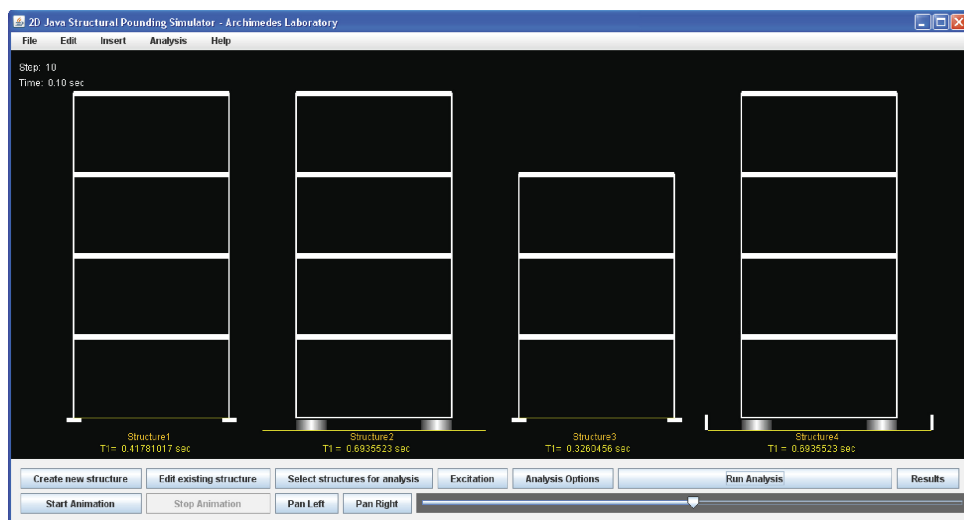 2D Java Structural Pounding Simulator - Archimedes Laboratory
File Edit Insert Analysis Help
Step: 10
Time: 0.10 sec
Structure1 Structure2 Structure3 Structure4
T1= 0.41781017 sec T1 = 0.6935523 sec T1= 0.3260456 sec T1 = 0.6935523 sec
Create new structure Edit existing structure Select structures for analysis Excitation Analysis Options Run Analysis Results
Start Animation Stop Animation Pan Left Pan Right